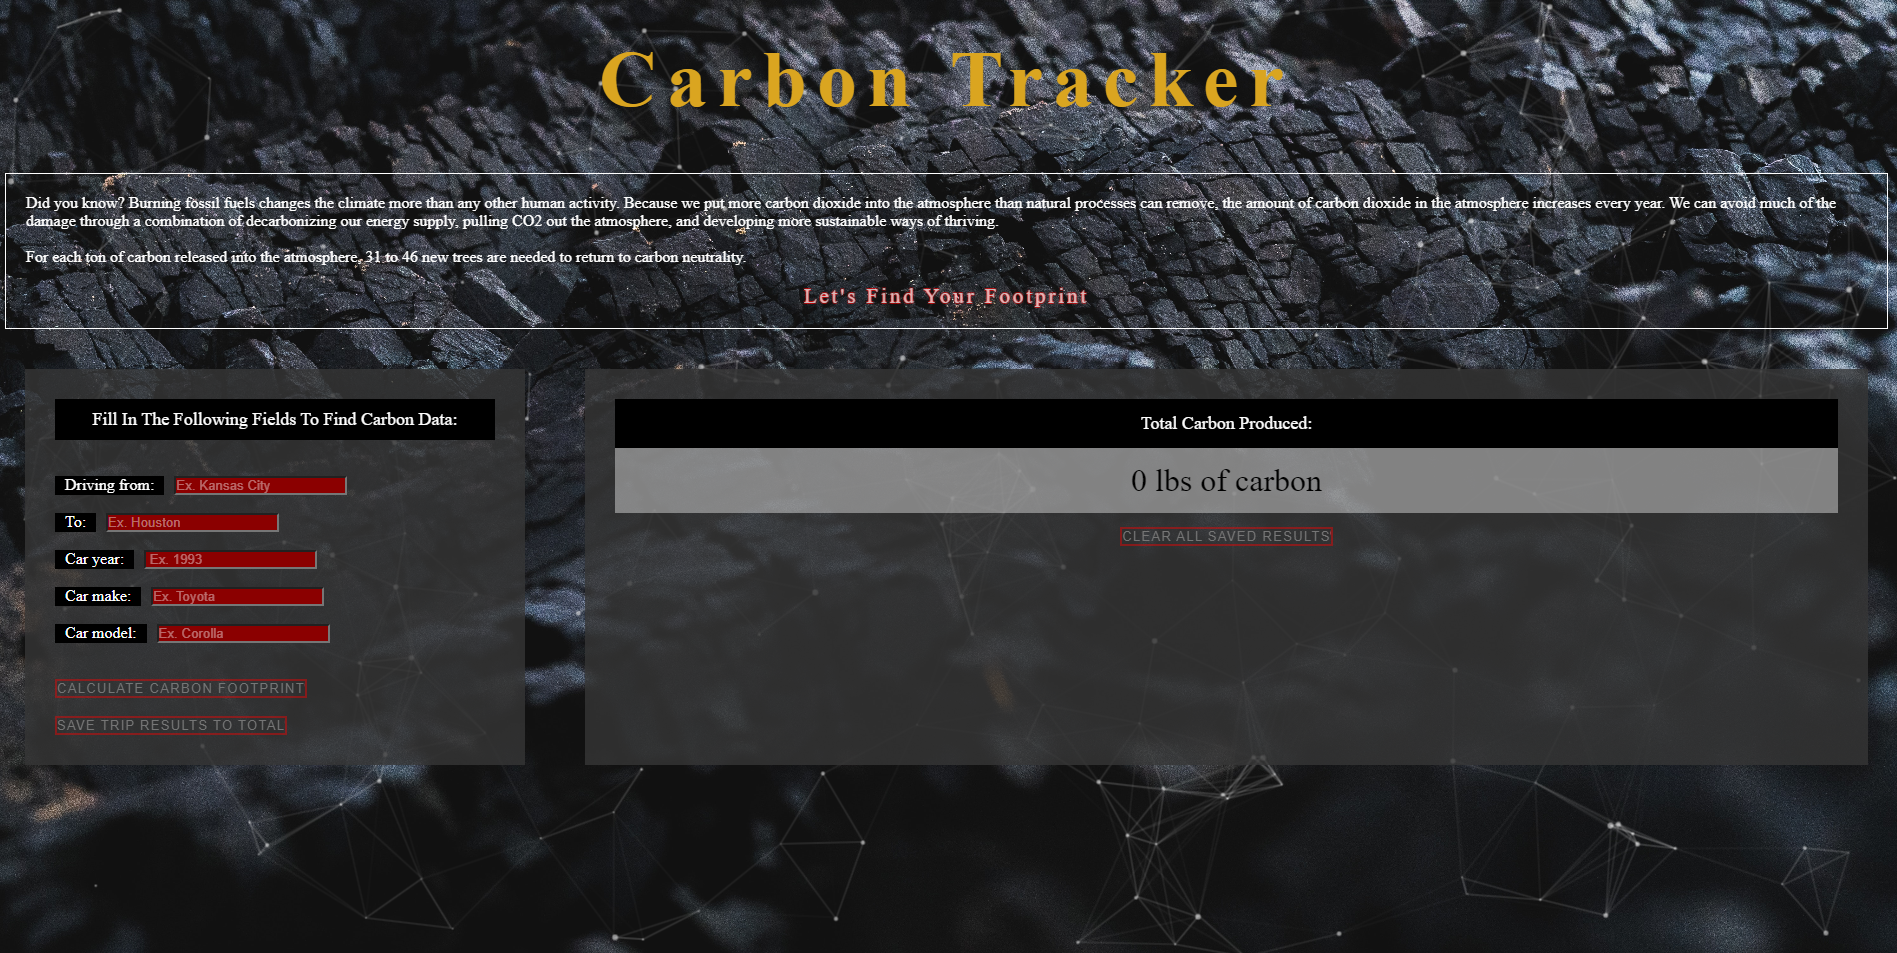 Carbon Tracker
Did you know? Burning fossil fuels changes the climate more than any other human activity. Because we put more carbon dioxide into the atmosphere than natural processes can remove, the amount of carbon dioxide in the atmosphere increases every year. We can avoid much of the
damage through a combination of decarbonizing our energy supply, pulling CO2 out the atmosphere, and developing more sustainable ways of thriving.
For each ton of carbon released into the atmosphere, 31 to 46 new trees are needed to return to carbon neutrality.
Let's Find Your Footprint
Fill In The Following Fields To Find Carbon Data:
Driving from: Ex. Kansas City
To: Ex. Houston
Car year: Ex. 1993
Car make: Ex. Toyota
Car model: Ex. Corolla
CALCULATE CARBON FOOTPRINT
SAVE TRIP RESULTS TO TOTAL
Total Carbon Produced:
0 lbs of carbon
CLEAR ALL SAVED RESULTS